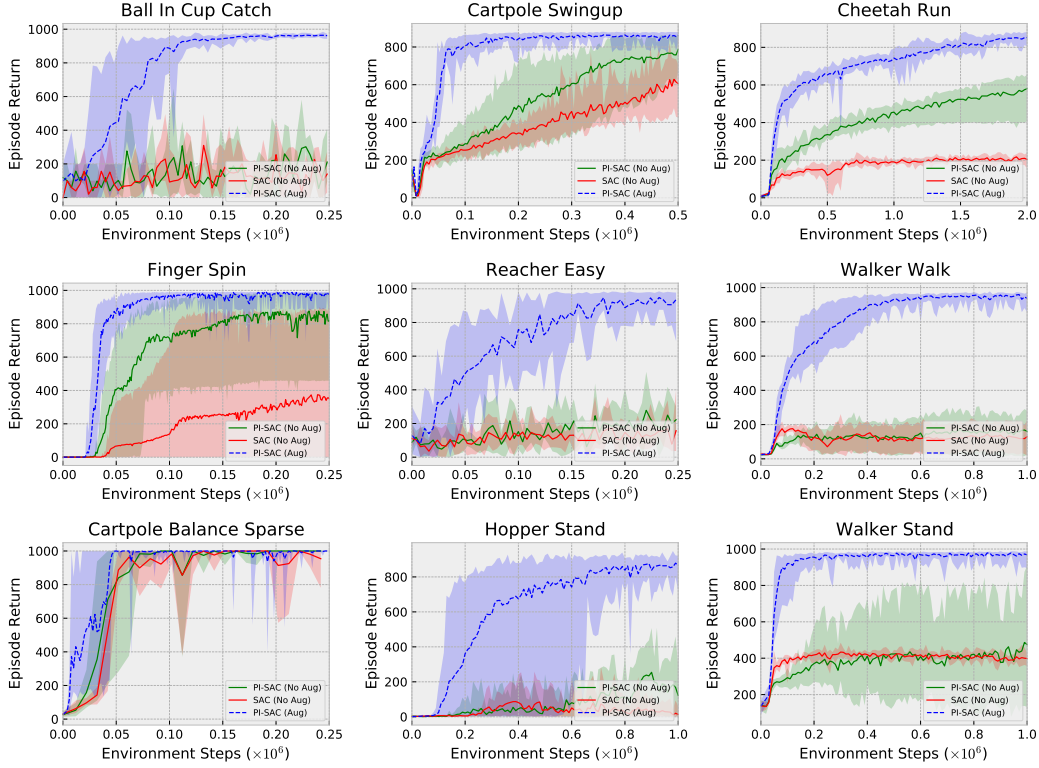 Ball In Cup Catch
Episode Return
1000
800
600
400
200
0
0.00 0.05 0.10 0.15 0.20 0.25
Environment Steps (×10⁶)
PI-SAC (No Aug)
SAC (No Aug)
PI-SAC (Aug)
Cartpole Swingup
Episode Return
800
600
400
200
0
0.0 0.1 0.2 0.3 0.4 0.5
Environment Steps (×10⁶)
PI-SAC (No Aug)
SAC (No Aug)
PI-SAC (Aug)
Cheetah Run
Episode Return
800
600
400
200
0
0.0 0.5 1.0 1.5 2.0
Environment Steps (×10⁶)
PI-SAC (No Aug)
SAC (No Aug)
PI-SAC (Aug)
Finger Spin
Episode Return
1000
800
600
400
200
0
0.00 0.05 0.10 0.15 0.20 0.25
Environment Steps (×10⁶)
PI-SAC (No Aug)
SAC (No Aug)
PI-SAC (Aug)
Reacher Easy
Episode Return
1000
800
600
400
200
0
0.00 0.05 0.10 0.15 0.20 0.25
Environment Steps (×10⁶)
PI-SAC (No Aug)
SAC (No Aug)
PI-SAC (Aug)
Walker Walk
Episode Return
1000
800
600
400
200
0
0.0 0.2 0.4 0.6 0.8 1.0
Environment Steps (×10⁶)
PI-SAC (No Aug)
SAC (No Aug)
PI-SAC (Aug)
Cartpole Balance Sparse
Episode Return
1000
800
600
400
200
0
0.00 0.05 0.10 0.15 0.20 0.25
Environment Steps (×10⁶)
PI-SAC (No Aug)
SAC (No Aug)
PI-SAC (Aug)
Hopper Stand
Episode Return
800
600
400
200
0
0.0 0.2 0.4 0.6 0.8 1.0
Environment Steps (×10⁶)
PI-SAC (No Aug)
SAC (No Aug)
PI-SAC (Aug)
Walker Stand
Episode Return
1000
800
600
400
200
0.0 0.2 0.4 0.6 0.8 1.0
Environment Steps (×10⁶)
PI-SAC (No Aug)
SAC (No Aug)
PI-SAC (Aug)